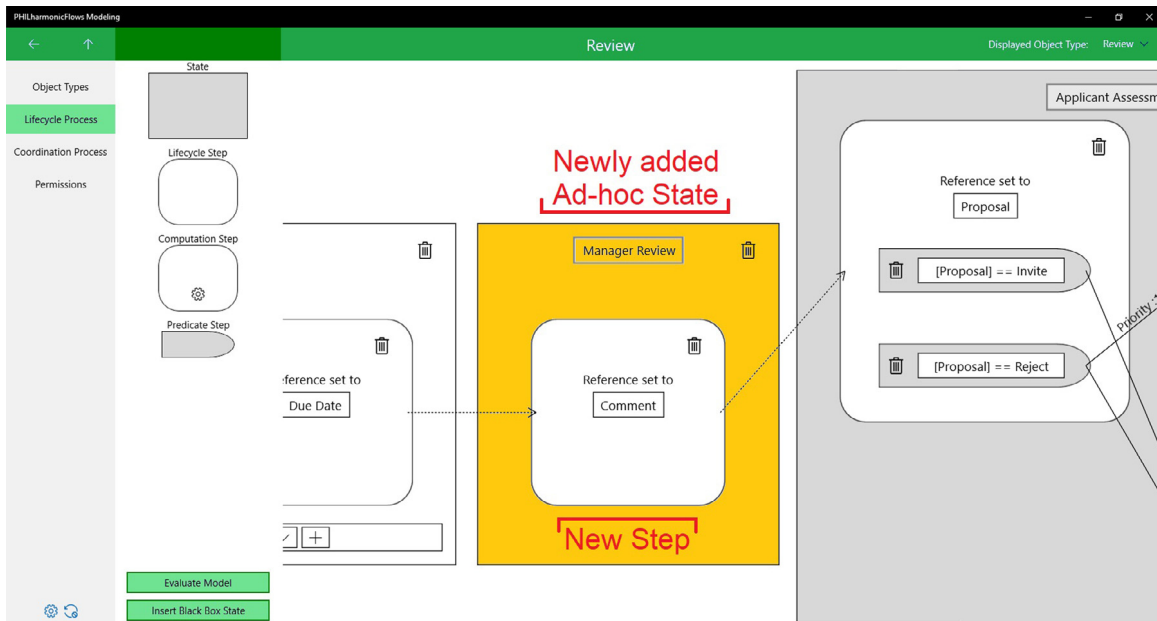 PHILharmonicFlows Modeling
Review
Displayed Object Type: Review
Object Types
Lifecycle Process
Coordination Process
Permissions
State
Lifecycle Step
Computation Step
Predicate Step
Evaluate Model
Insert Black Box State
ference set to
Due Date
Newly added
Ad-hoc State
Manager Review
Reference set to
Comment
New Step
Applicant Assessm
Reference set to
Proposal
[Proposal] == Invite
[Proposal] == Reject
Priority